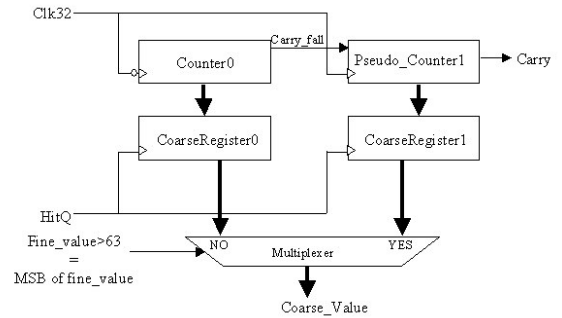 Clk32
Carry_fall
Counter0
Pseudo_Counter1
Carry
CoarseRegister0
CoarseRegister1
HitQ
Fine_value>63
=
MSB of fine_value
NO
YES
Multiplexer
Coarse_Value